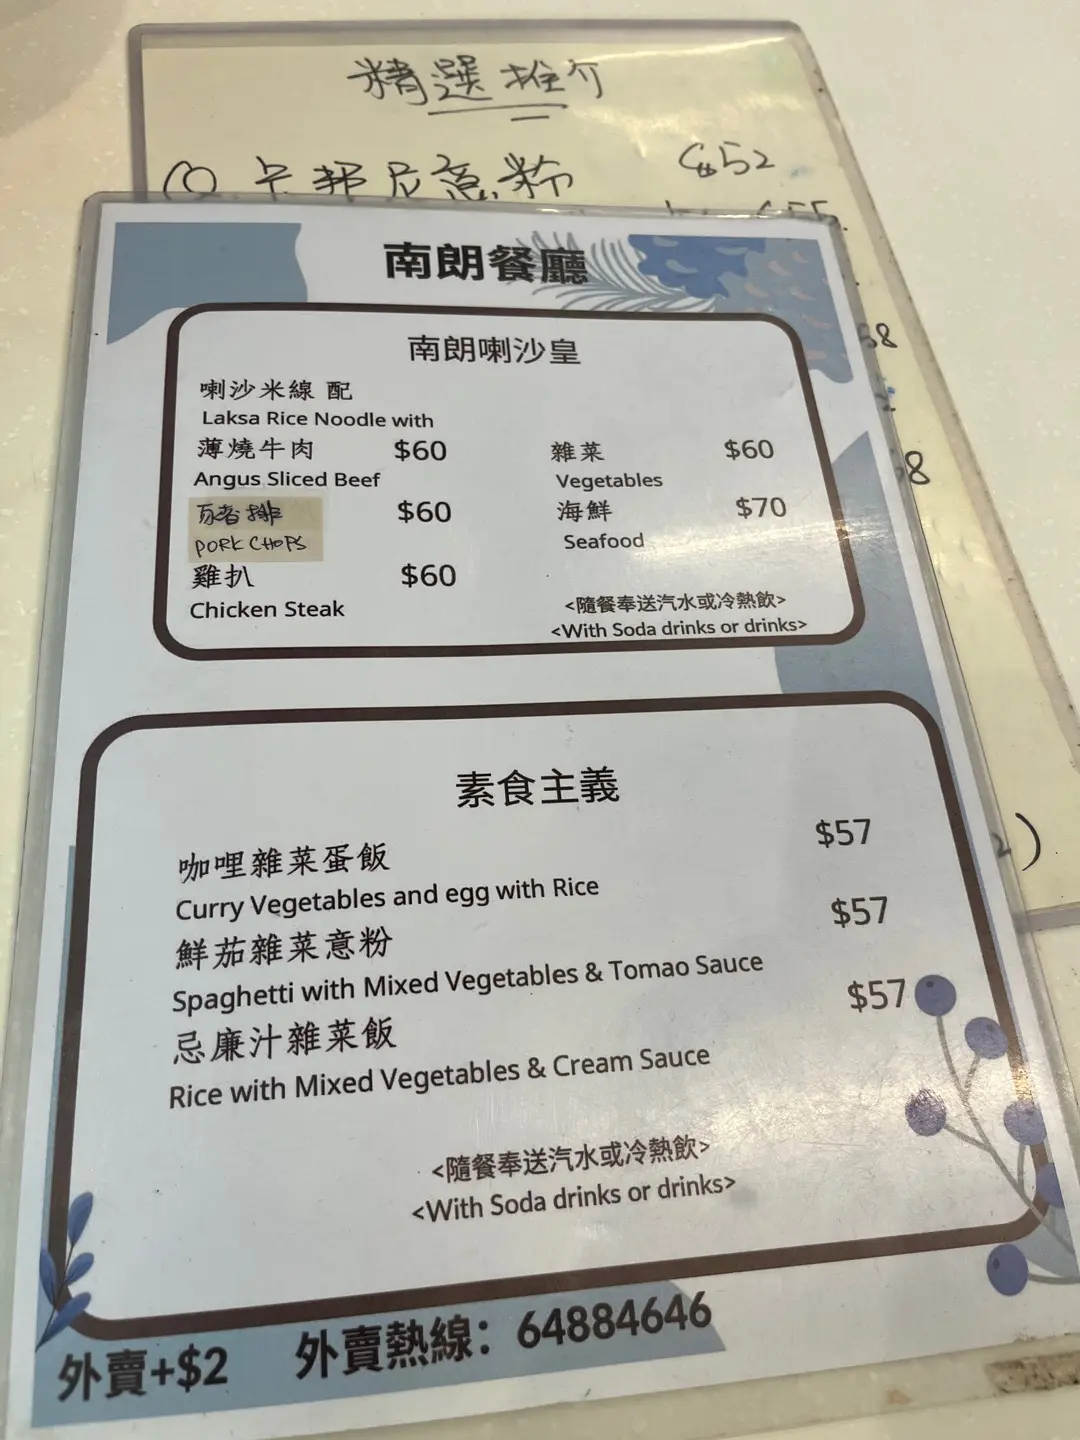 精選推介
卡邦尼意粉 $52
南朗餐廳
南朗喇沙皇
喇沙米線 配
Laksa Rice Noodle with
薄燒牛肉 $60
Angus Sliced Beef
$60
PORK CHOPS
雞扒 $60
Chicken Steak
雜菜 $60
Vegetables
海鮮 $70
Seafood
<隨餐奉送汽水或冷熱飲>
<With Soda drinks or drinks>
素食主義
咖哩雜菜蛋飯 $57
Curry Vegetables and egg with Rice
鮮茄雜菜意粉 $57
Spaghetti with Mixed Vegetables & Tomao Sauce
忌廉汁雜菜飯 $57
Rice with Mixed Vegetables & Cream Sauce
<隨餐奉送汽水或冷熱飲>
<With Soda drinks or drinks>
外賣+$2 外賣熱線：64884646